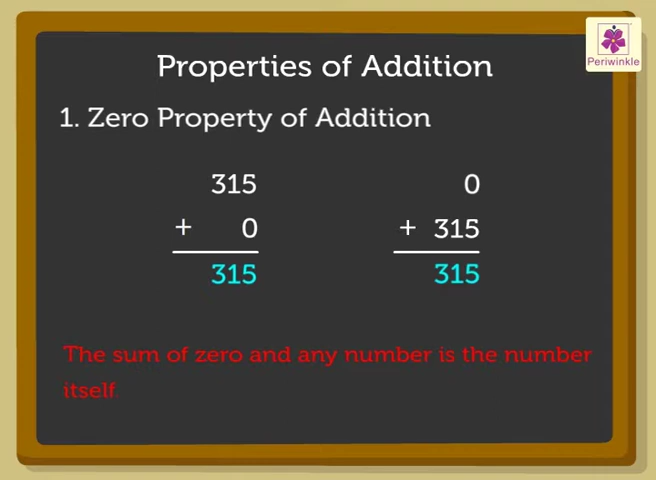 Periwinkle
Properties of Addition
1. Zero Property of Addition
315
+ 0
315
0
+ 315
315
The sum of zero and any number is the number
itself.